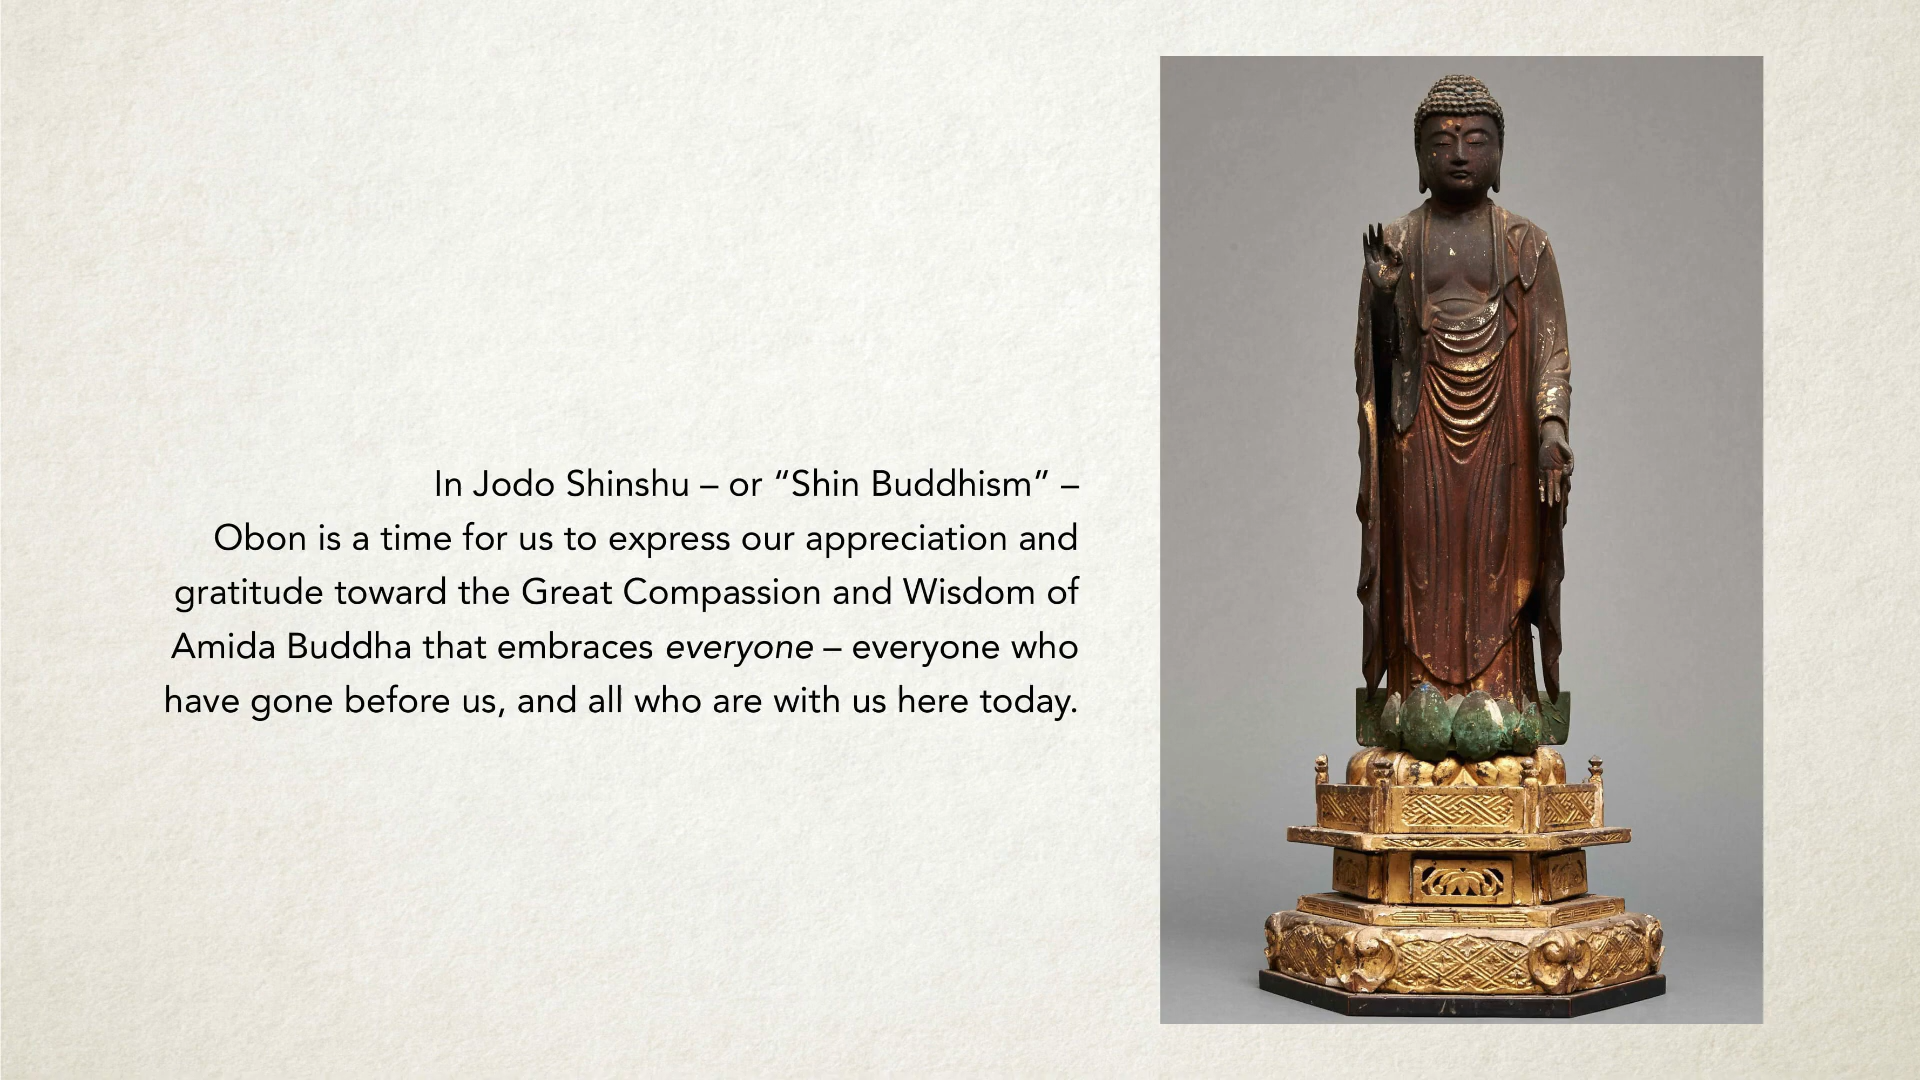 In Jodo Shinshu – or “Shin Buddhism” –
Obon is a time for us to express our appreciation and
gratitude toward the Great Compassion and Wisdom of
Amida Buddha that embraces everyone – everyone who
have gone before us, and all who are with us here today.